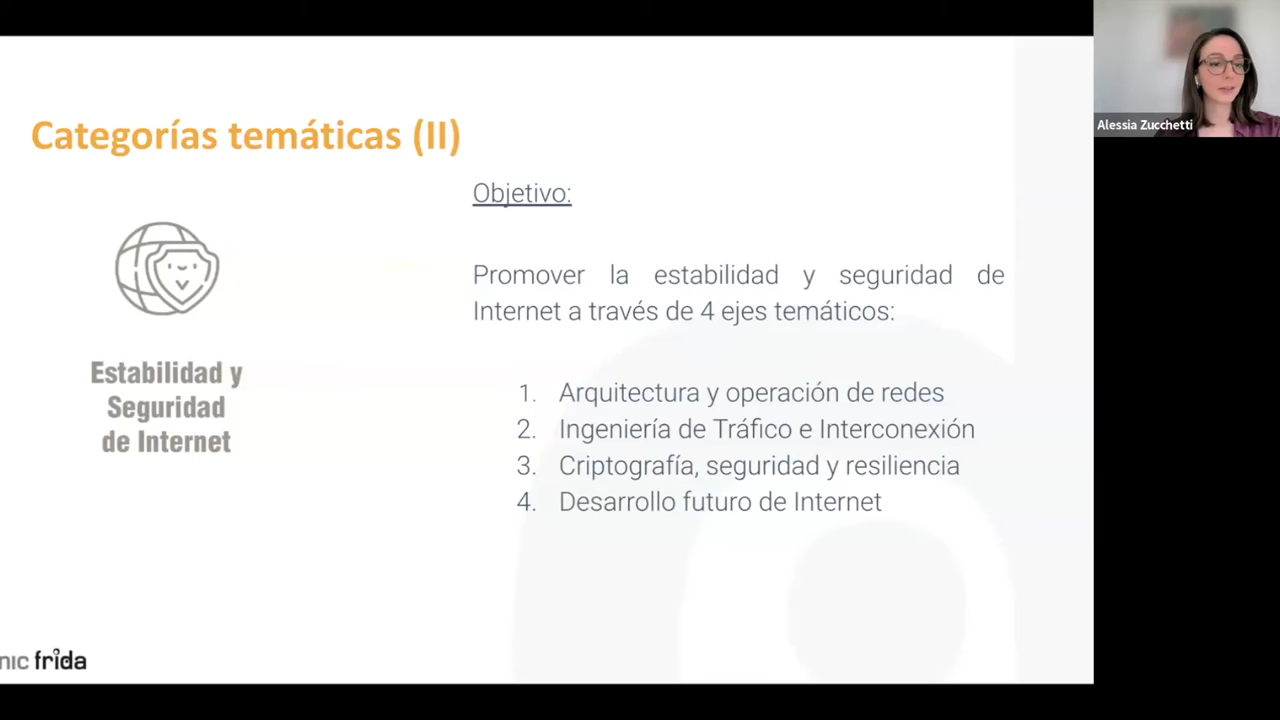 Categorías temáticas (II)
Estabilidad y
Seguridad
de Internet
Objetivo:
Promover la estabilidad y seguridad de
Internet a través de 4 ejes temáticos:
1. Arquitectura y operación de redes
2. Ingeniería de Tráfico e Interconexión
3. Criptografía, seguridad y resiliencia
4. Desarrollo futuro de Internet
nic frida
Alessia Zucchetti